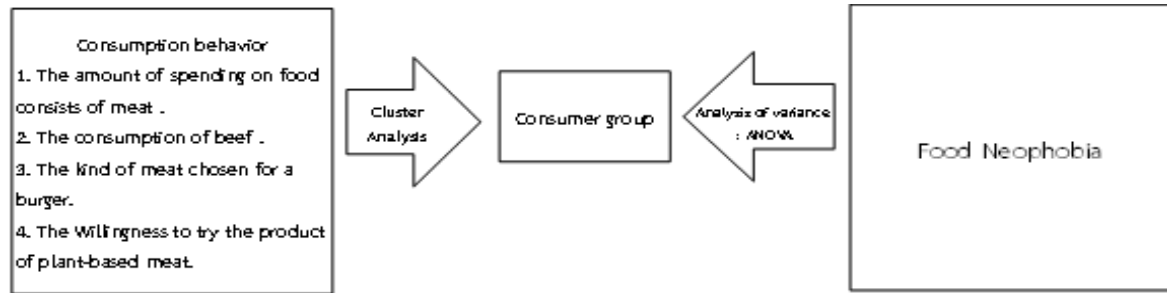 Consumption behavior
1. The amount of spending on food
consists of meat .
2. The consumption of beef .
3. The kind of meat chosen for a
burger.
4. The Willingness to try the product
of plant-based meat.
Cluster
Analysis
Consumer group
Analysis of variance
: ANOVA
Food Neophobia